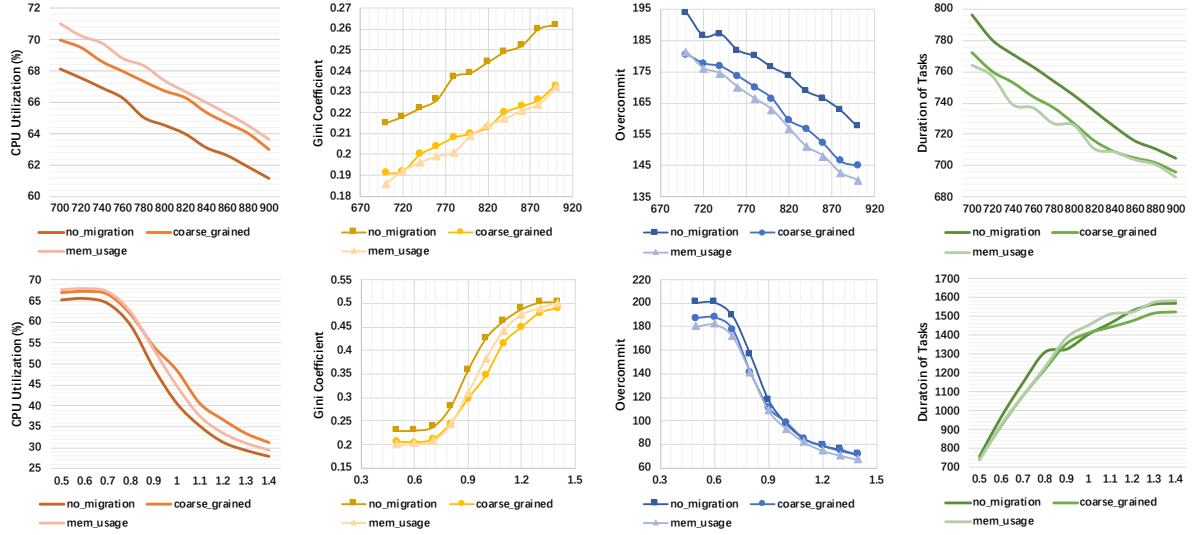 CPU Utilization (%)
72
70
68
66
64
62
60
700 720 740 760 780 800 820 840 860 880 900
no_migration coarse_grained
mem_usage
Gini Coefficient
0.27
0.26
0.25
0.24
0.23
0.22
0.21
0.2
0.19
0.18
670 720 770 820 870 920
no_migration coarse_grained
mem_usage
Overcommit
195
185
175
165
155
145
135
670 720 770 820 870 920
no_migration coarse_grained
mem_usage
Duration of Tasks
800
780
760
740
720
700
680
700 720 740 760 780 800 820 840 860 880 900
no_migration coarse_grained
mem_usage
CPU Utilization (%)
70
65
60
55
50
45
40
35
30
25
0.5 0.6 0.7 0.8 0.9 1 1.1 1.2 1.3 1.4
no_migration coarse_grained
mem_usage
Gini Coefficient
0.55
0.5
0.45
0.4
0.35
0.3
0.25
0.2
0.15
0.3 0.6 0.9 1.2 1.5
no_migration coarse_grained
mem_usage
Overcommit
220
200
180
160
140
120
100
80
60
0.3 0.6 0.9 1.2 1.5
no_migration coarse_grained
mem_usage
Duratoin of Tasks
1700
1600
1500
1400
1300
1200
1100
1000
900
800
700
0.5 0.6 0.7 0.8 0.9 1 1.1 1.2 1.3 1.4
no_migration coarse_grained
mem_usage